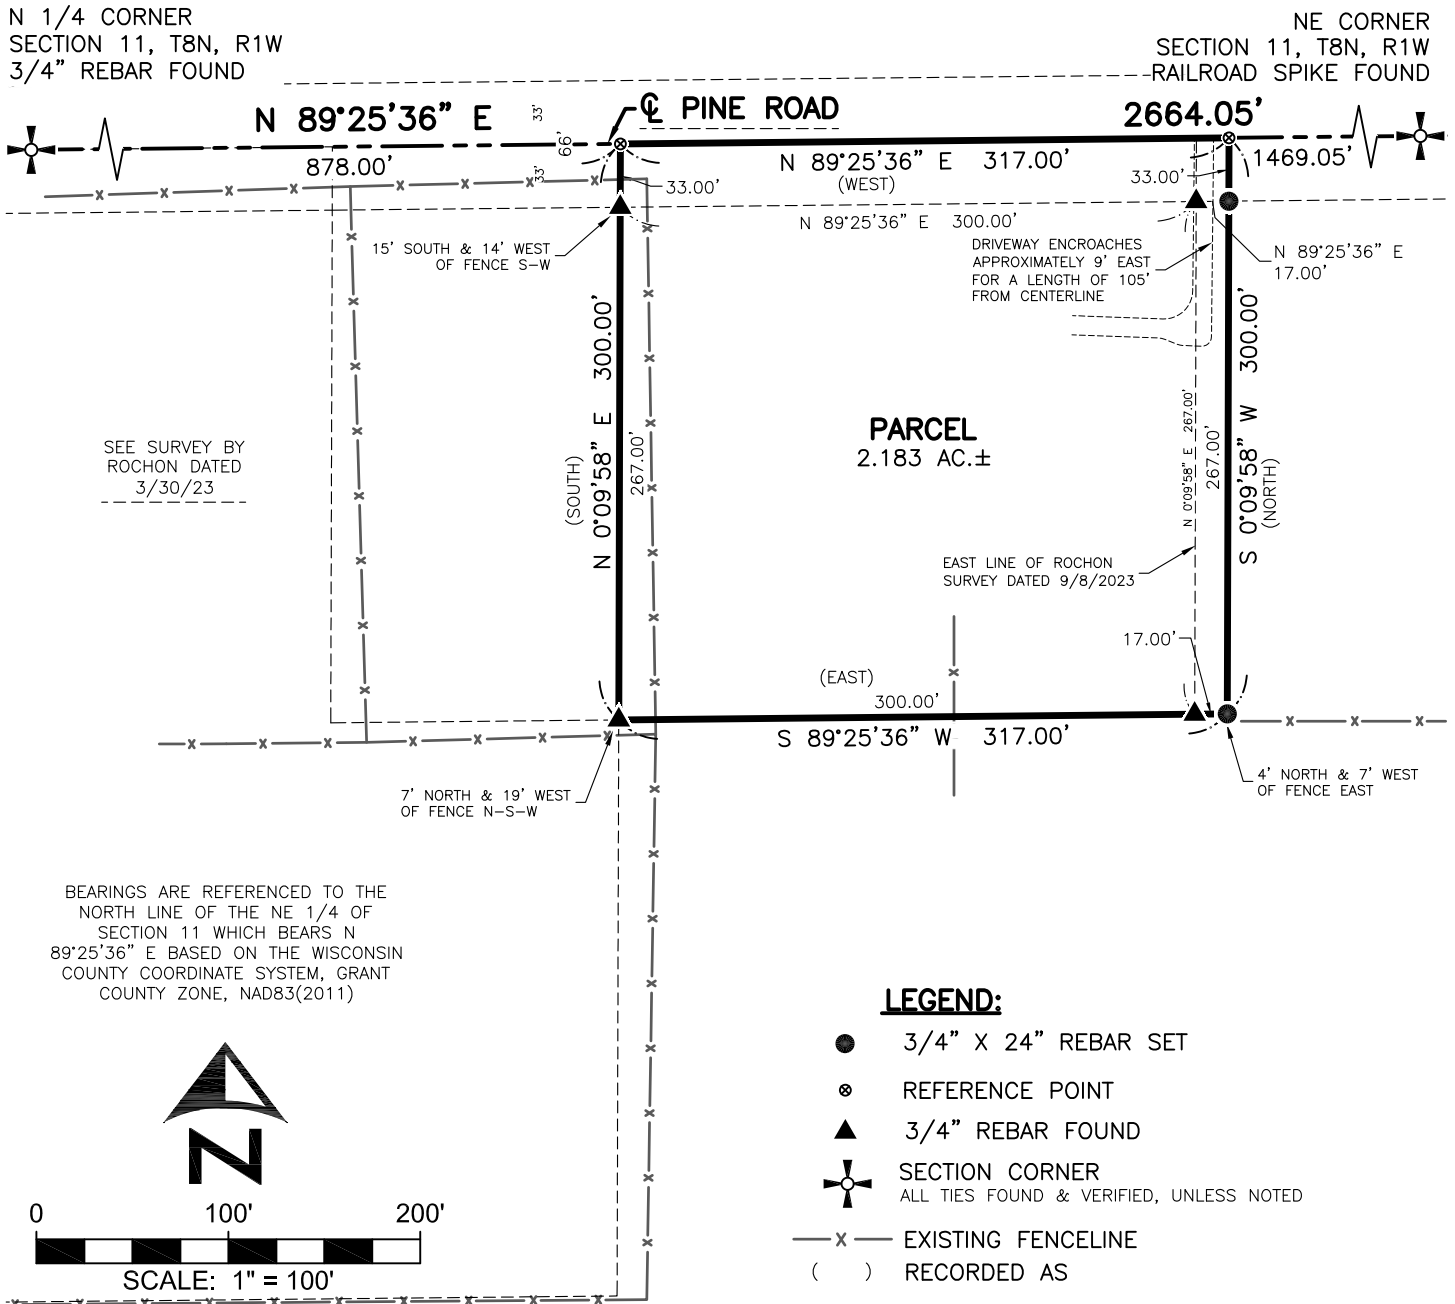 N 1/4 CORNER
SECTION 11, T8N, R1W
3/4" REBAR FOUND
NE CORNER
SECTION 11, T8N, R1W
RAILROAD SPIKE FOUND
N 89°25'36" E
33'
66'
33'
℄ PINE ROAD
2664.05'
878.00'
N 89°25'36" E 317.00'
(WEST)
1469.05'
33.00'
33.00'
N 89°25'36" E 300.00'
15' SOUTH & 14' WEST
OF FENCE S-W
DRIVEWAY ENCROACHES
APPROXIMATELY 9' EAST
FOR A LENGTH OF 105'
FROM CENTERLINE
N 89°25'36" E
17.00'
N 0°09'58" E 300.00'
(SOUTH)
267.00'
PARCEL
2.183 AC.±
N 0°09'58" E 267.00'
267.00'
S 0°09'58" W 300.00'
(NORTH)
SEE SURVEY BY
ROCHON DATED
3/30/23
EAST LINE OF ROCHON
SURVEY DATED 9/8/2023
17.00'
(EAST)
300.00'
S 89°25'36" W 317.00'
7' NORTH & 19' WEST
OF FENCE N-S-W
4' NORTH & 7' WEST
OF FENCE EAST
BEARINGS ARE REFERENCED TO THE
NORTH LINE OF THE NE 1/4 OF
SECTION 11 WHICH BEARS N
89°25'36" E BASED ON THE WISCONSIN
COUNTY COORDINATE SYSTEM, GRANT
COUNTY ZONE, NAD83(2011)
N
0 100' 200'
SCALE: 1" = 100'
LEGEND:
3/4" X 24" REBAR SET
REFERENCE POINT
3/4" REBAR FOUND
SECTION CORNER
ALL TIES FOUND & VERIFIED, UNLESS NOTED
X EXISTING FENCELINE
( ) RECORDED AS